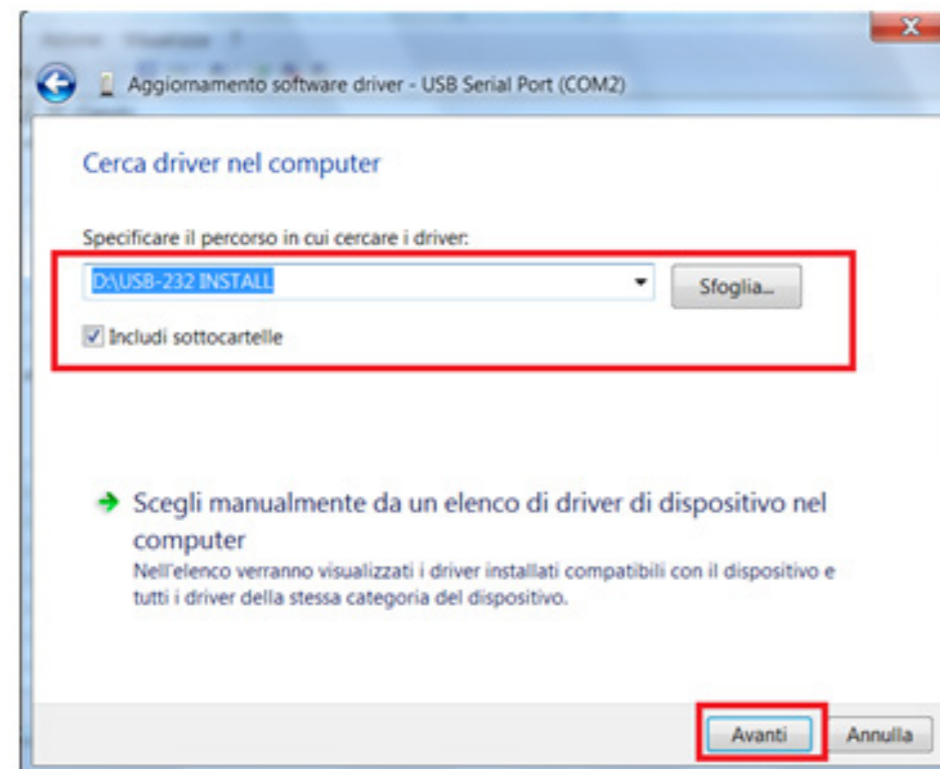 Aggiornamento software driver - USB Serial Port (COM2)
Cerca driver nel computer
Specificare il percorso in cui cercare i driver:
D:\USB-232 INSTALL
Sfoglia...
Includi sottocartelle
Scegli manualmente da un elenco di driver di dispositivo nel
computer
Nell'elenco verranno visualizzati i driver installati compatibili con il dispositivo e
tutti i driver della stessa categoria del dispositivo.
Avanti
Annulla